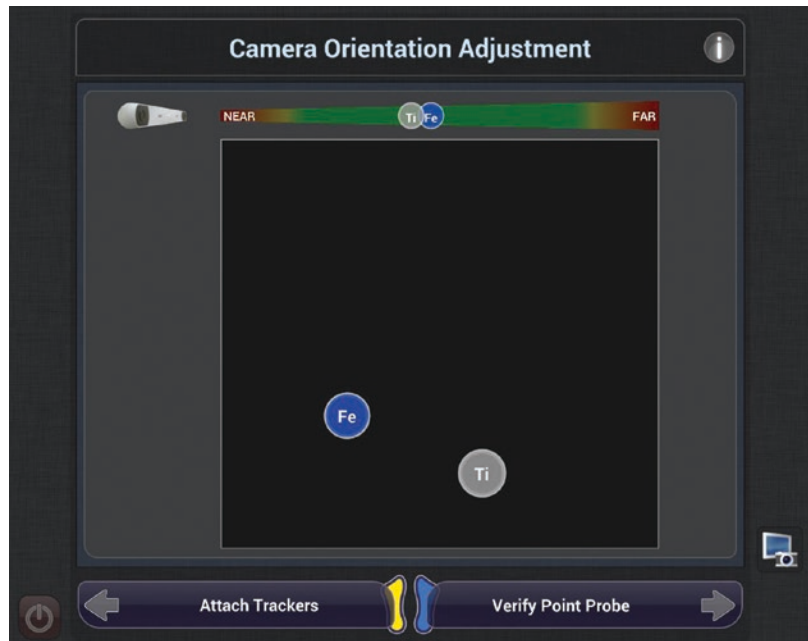 Camera Orientation Adjustment i
NEAR Ti Fe FAR
Fe
Ti
Attach Trackers Verify Point Probe